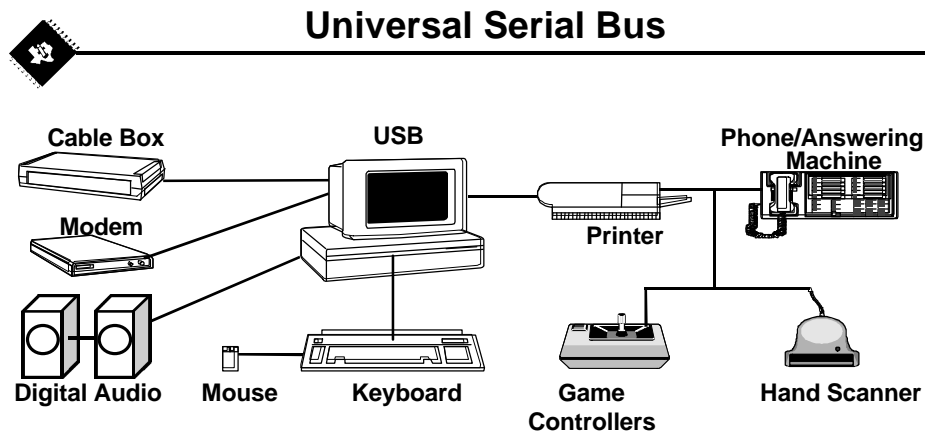 Universal Serial Bus
Cable Box
USB
Phone/Answering
Machine
Modem
Printer
Digital Audio
Mouse
Keyboard
Game
Controllers
Hand Scanner